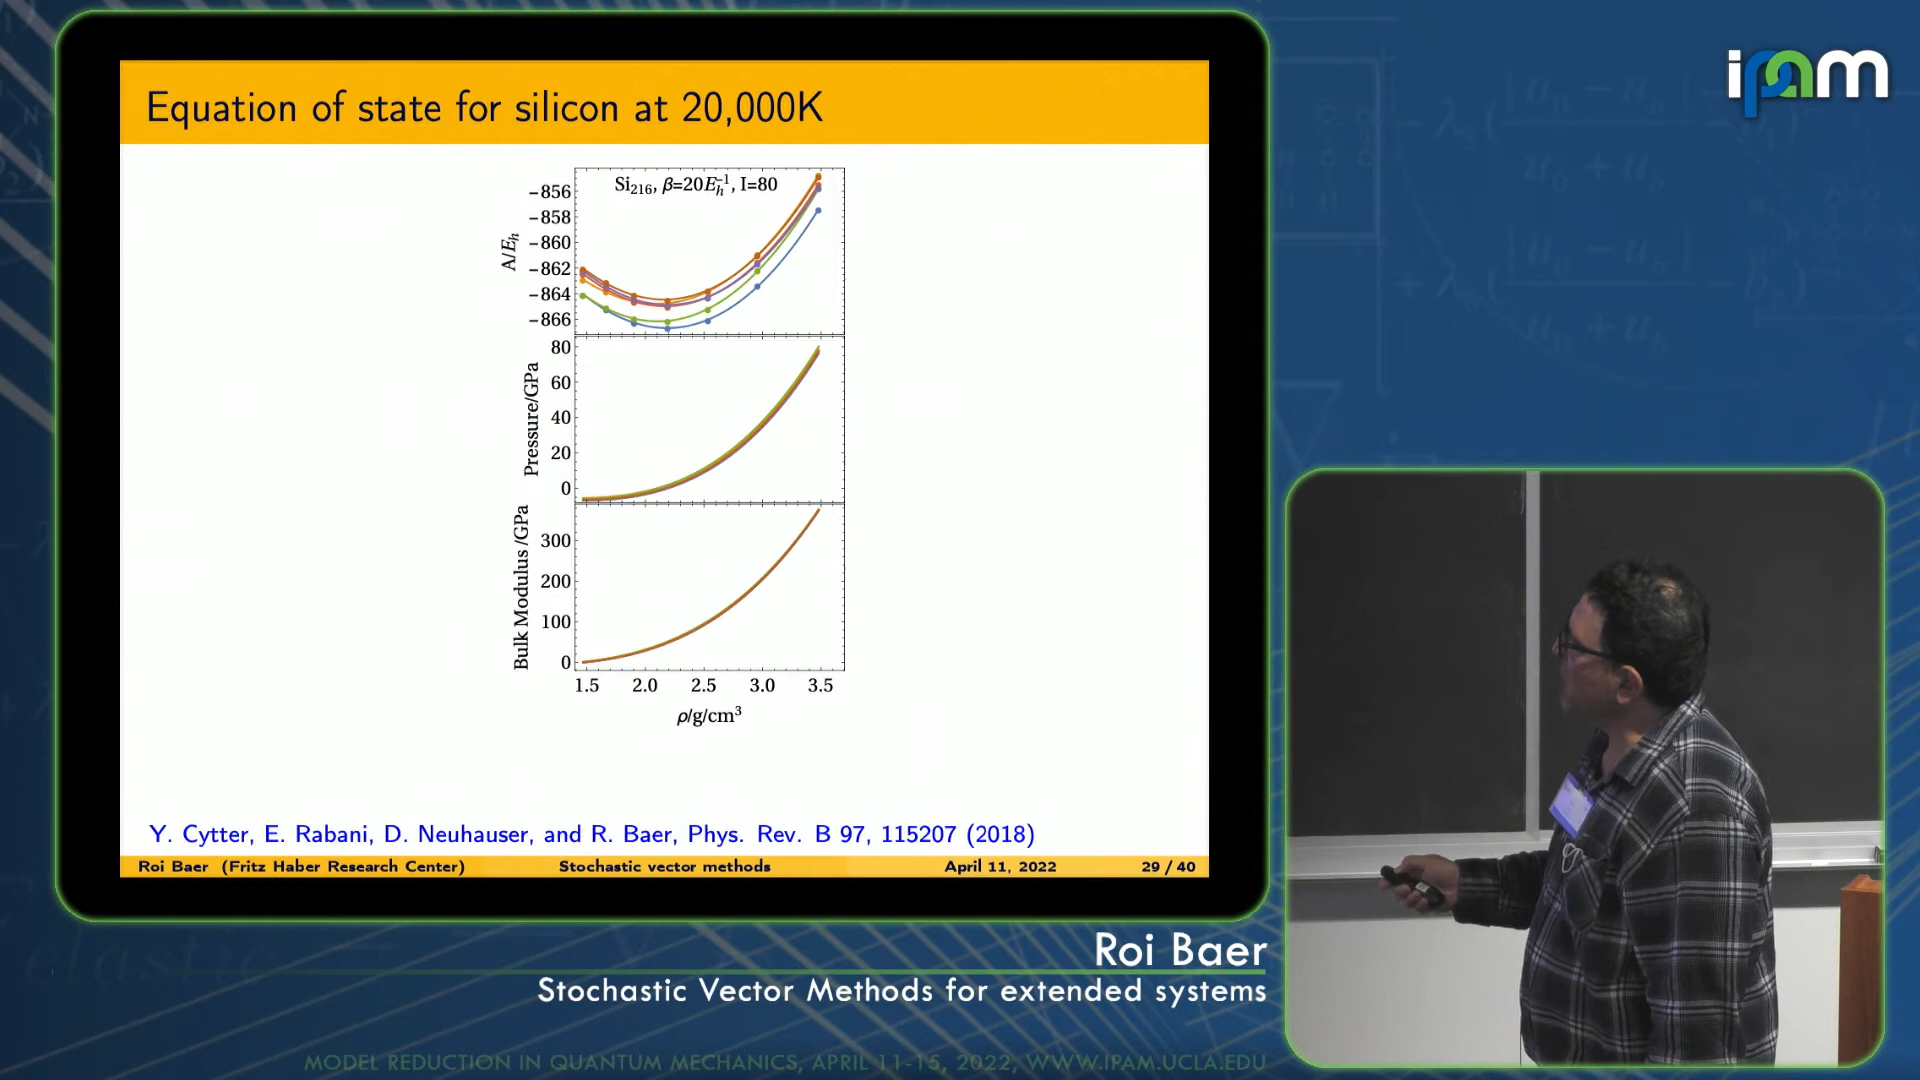 ipam
Equation of state for silicon at 20,000K
Si216, β=20Eh^-1, I=80
A/Eh
−856
−858
−860
−862
−864
−866
Pressure/GPa
80
60
40
20
0
Bulk Modulus /GPa
300
200
100
0
1.5 2.0 2.5 3.0 3.5
ρ/g/cm³
Y. Cytter, E. Rabani, D. Neuhauser, and R. Baer, Phys. Rev. B 97, 115207 (2018)
Roi Baer (Fritz Haber Research Center) Stochastic vector methods April 11, 2022 29 / 40
Roi Baer
Stochastic Vector Methods for extended systems
MODEL REDUCTION IN QUANTUM MECHANICS, APRIL 11-15, 2022, WWW.IPAM.UCLA.EDU